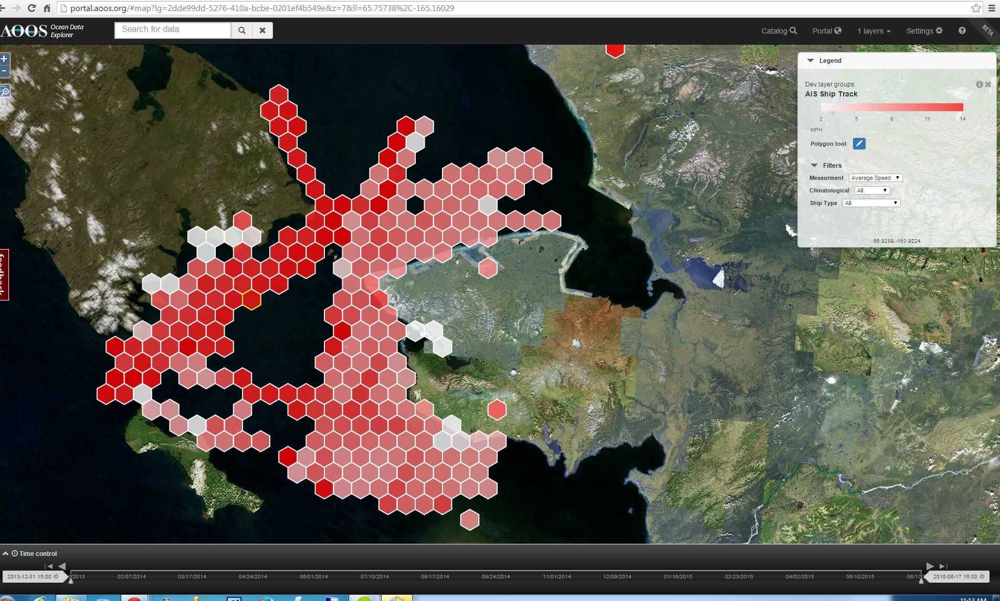 portal.aoos.org/#map?lg=2dde99dd-5276-410a-bcbe-0201ef4b549e&z=7&ll=65.75738%2C-165.16029
AOOS Ocean Data Explorer
Search for data
Catalog Portal 1 layers Settings ?
BETA
+
-
Legend
Dev layer groups
AIS Ship Track
2 5 8 11 14
MPH
Polygon tool
Filters
Measurment Average Speed
Climatological All
Ship Type All
65.9289,-163.9224
feedback
Time control
2013-12-31 15:00 /2013 02/07/2014 03/17/2014 04/24/2014 06/01/2014 07/10/2014 08/17/2014 09/24/2014 11/01/2014 12/09/2014 01/16/2015 02/23/2015 04/02/2015 05/10/2015 06/17/ 2015-06-17 16:00
11:13 AM